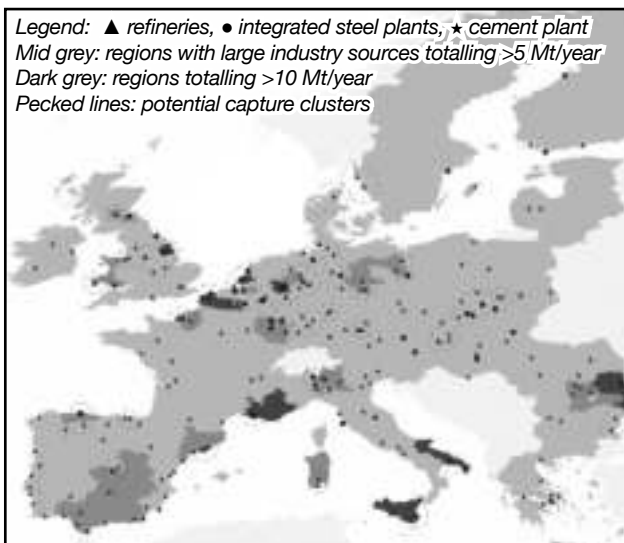 Legend: ▲ refineries, ● integrated steel plants, ★ cement plant
Mid grey: regions with large industry sources totalling >5 Mt/year
Dark grey: regions totalling >10 Mt/year
Pecked lines: potential capture clusters